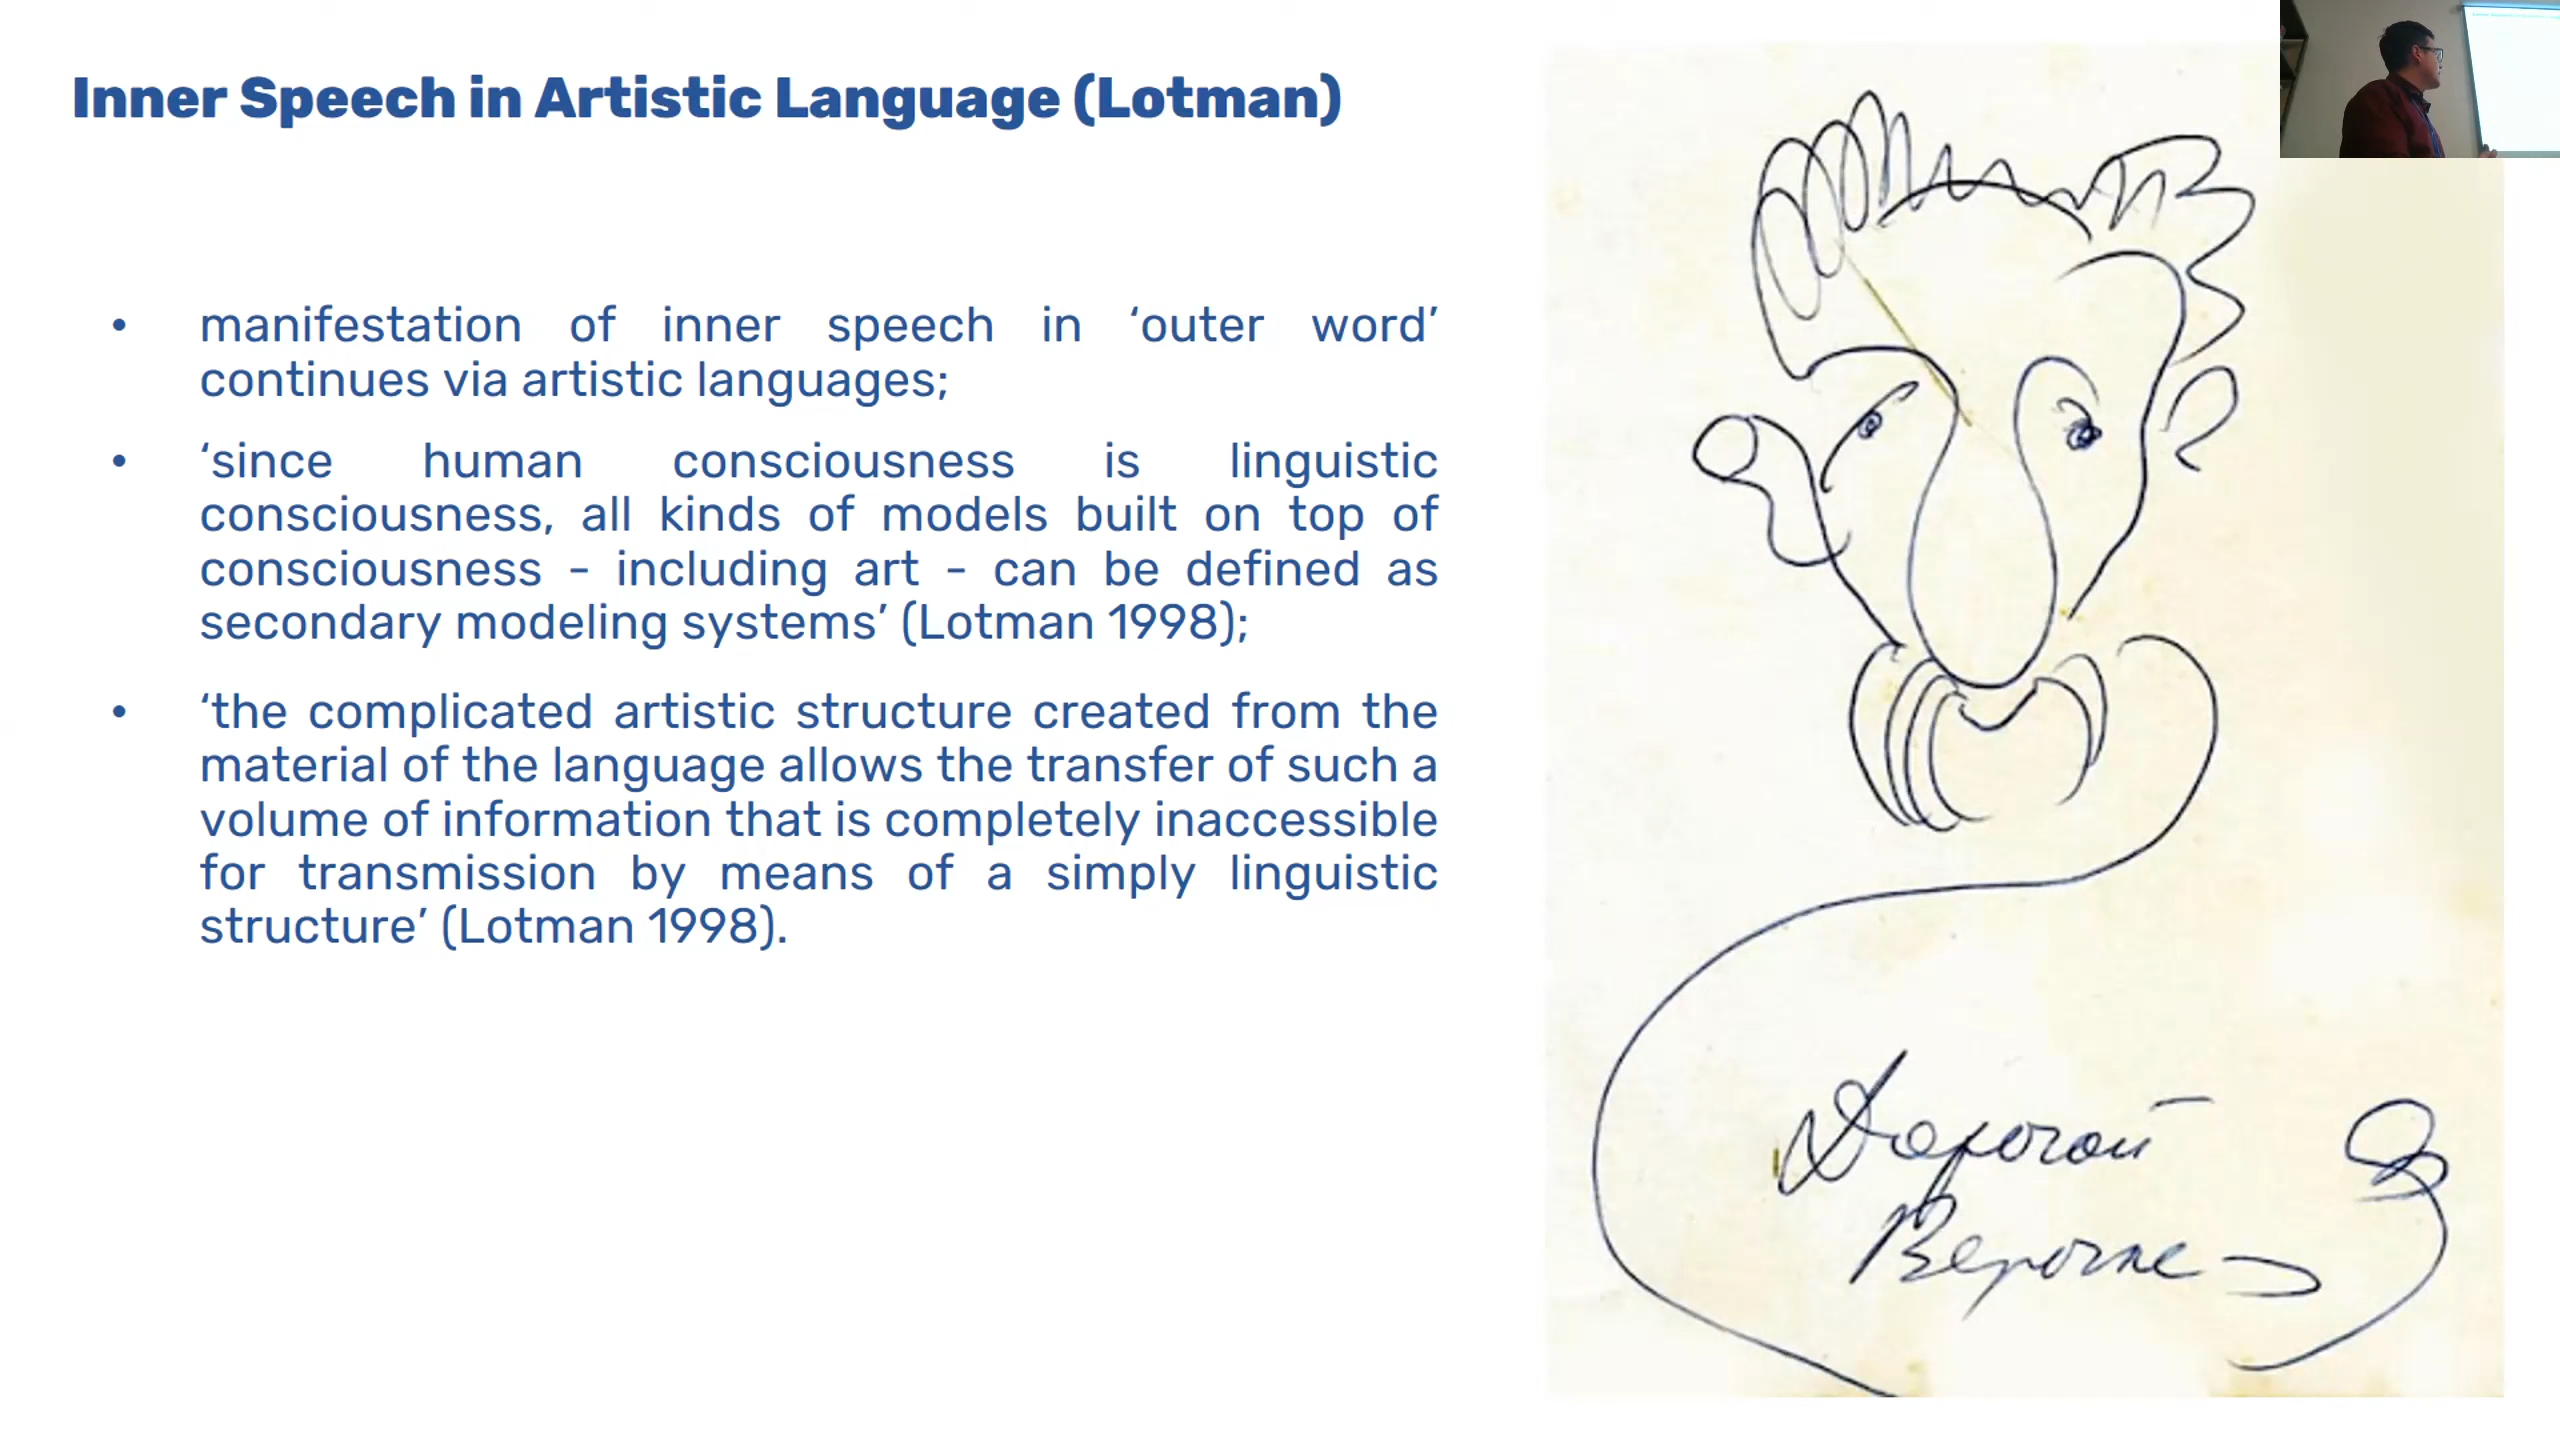 Inner Speech in Artistic Language (Lotman)
• manifestation of inner speech in ‘outer word’
continues via artistic languages;
• ‘since human consciousness is linguistic
consciousness, all kinds of models built on top of
consciousness - including art - can be defined as
secondary modeling systems’ (Lotman 1998);
• ‘the complicated artistic structure created from the
material of the language allows the transfer of such a
volume of information that is completely inaccessible
for transmission by means of a simply linguistic
structure’ (Lotman 1998).
Дорогой
Верочке